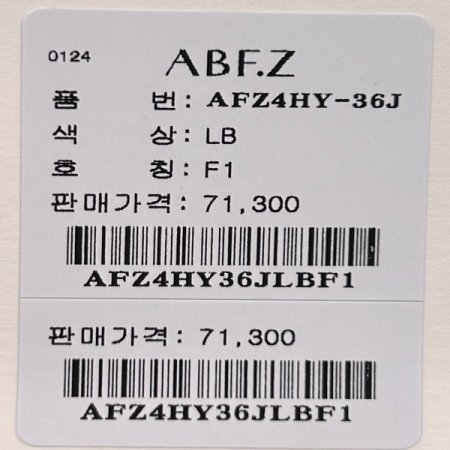 0124 ABF.Z
품 번: AFZ4HY-36J
색 상: LB
호 칭: F1
판매가격: 71,300
AFZ4HY36JLBF1
판매가격: 71,300
AFZ4HY36JLBF1